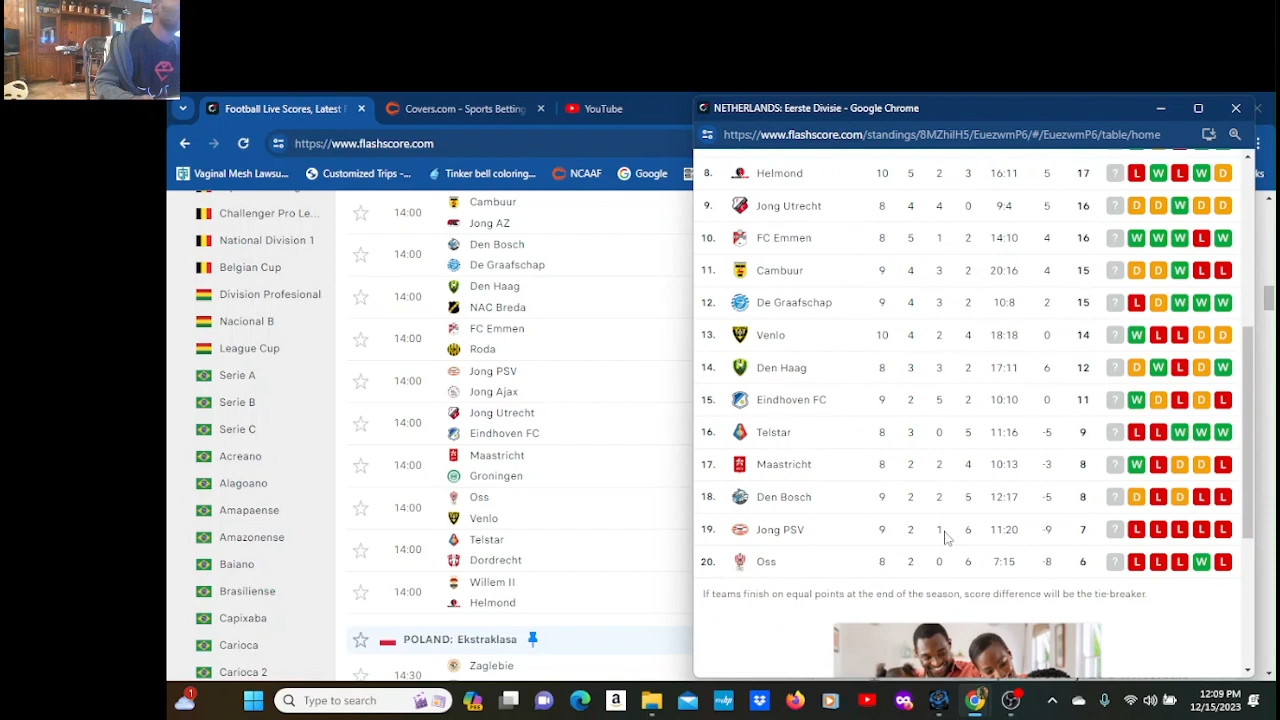 Football Live Scores, Latest F
Covers.com - Sports Betting
YouTube
https://www.flashscore.com
Vaginal Mesh Lawsu...
Customized Trip -...
Tinker bell coloring...
NCAAF
Google
Challenger Pro Le...
National Division 1
Belgian Cup
Division Profesional
Nacional B
League Cup
Serie A
Serie B
Serie C
Acreano
Alagoano
Amapaense
Amazonense
Baiano
Brasiliense
Capixaba
Carioca
Carioca 2
14:00 Cambuur
Jong AZ
14:00 Den Bosch
De Graafschap
14:00 Den Haag
NAC Breda
14:00 FC Emmen
Roda
14:00 Jong PSV
Jong Ajax
14:00 Jong Utrecht
Eindhoven FC
14:00 Maastricht
Groningen
14:00 Oss
Venlo
14:00 Telstar
Dordrecht
14:00 Willem II
Helmond
POLAND: Ekstraklasa
14:30 Zaglebie
NETHERLANDS: Eerste Divisie - Google Chrome
https://www.flashscore.com/standings/8MZhilH5/EuezwmP6/#/EuezwmP6/table/home
8. Helmond 10 5 2 3 16:11 5 17 ? L W L W D
9. Jong Utrecht 8 4 4 0 9:4 5 16 ? D D W D D
10. FC Emmen 8 5 1 2 14:10 4 16 ? W W W L W
11. Cambuur 9 4 3 2 20:16 4 15 ? D D W L L
12. De Graafschap 9 4 3 2 10:8 2 15 ? L D W W W
13. Venlo 10 4 2 4 18:18 0 14 ? W L L D D
14. Den Haag 8 3 3 2 17:11 6 12 ? D W L D W
15. Eindhoven FC 9 2 5 2 10:10 0 11 ? W D L D L
16. Telstar 8 3 0 5 11:16 -5 9 ? L L W W W
17. Maastricht 8 2 2 4 10:13 -3 8 ? W L D D L
18. Den Bosch 9 2 2 5 12:17 -5 8 ? D L D L L
19. Jong PSV 9 2 1 6 11:20 -9 7 ? L L L L L
20. Oss 8 2 0 6 7:15 -8 6 ? L L L W L
If teams finish on equal points at the end of the season, score difference will be the tie-breaker.
1
Type to search
12:09 PM
12/15/2023